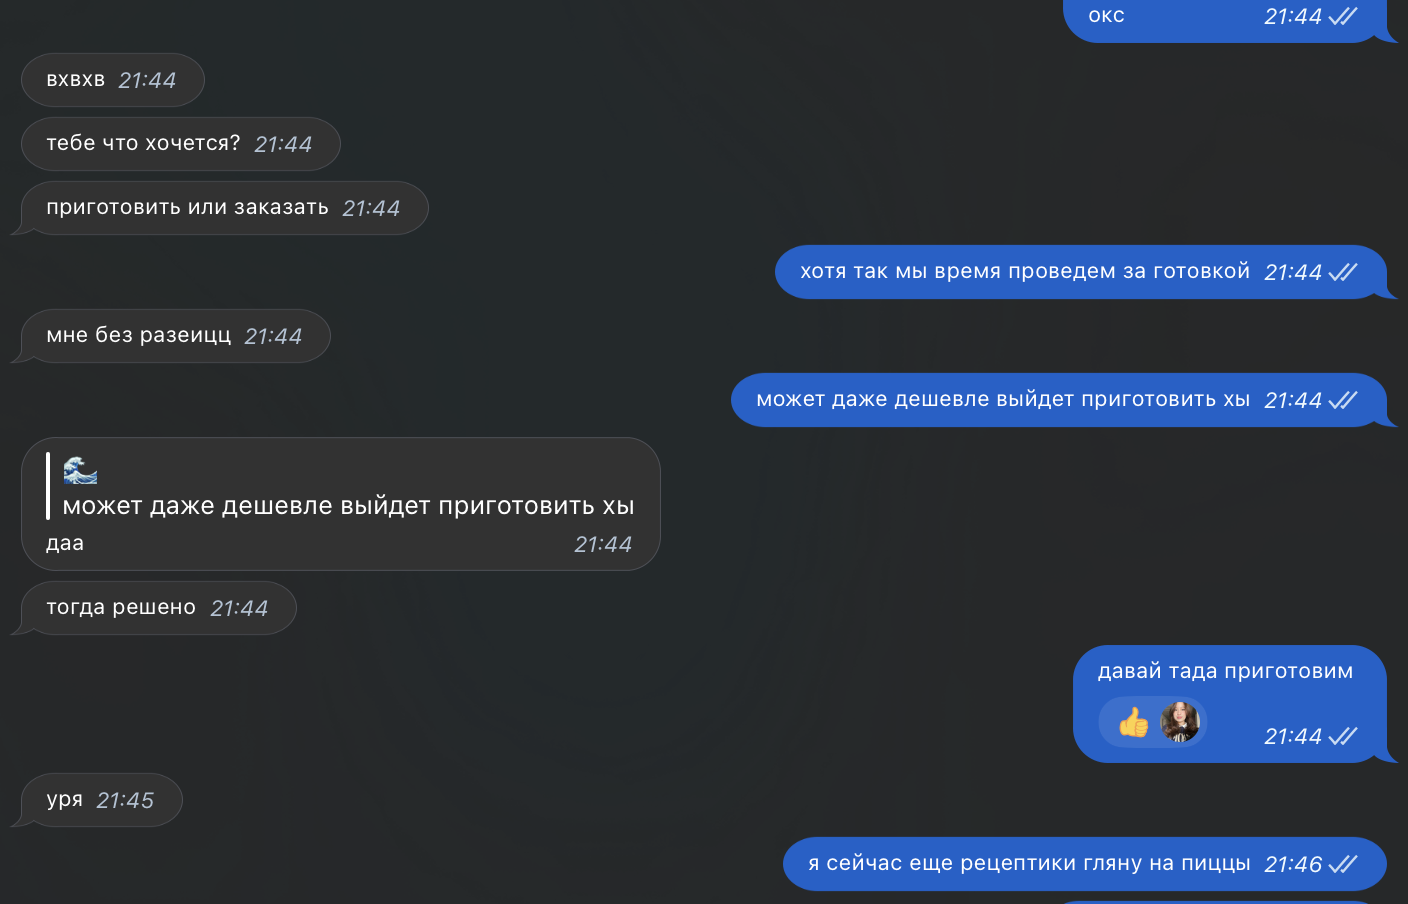 окс 21:44
вхвхв 21:44
тебе что хочется? 21:44
приготовить или заказать 21:44
хотя так мы время проведем за готовкой 21:44
мне без разеицц 21:44
может даже дешевле выйдет приготовить хы 21:44
может даже дешевле выйдет приготовить хы
даа 21:44
тогда решено 21:44
давай тада приготовим
21:44
уря 21:45
я сейчас еще рецептики гляну на пиццы 21:46